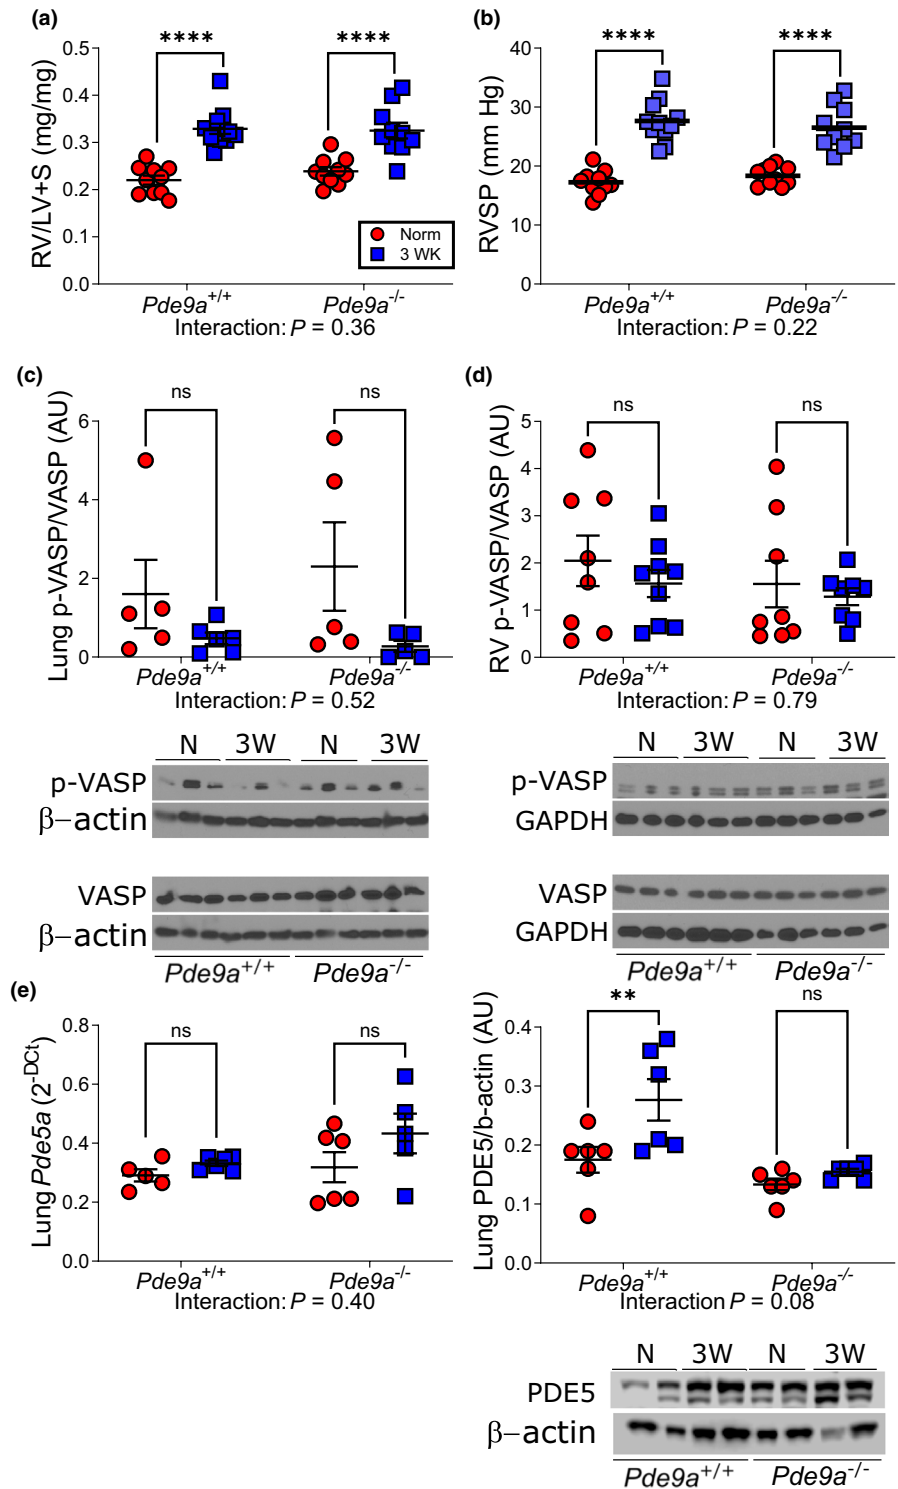 (a)
****
****
RV/LV+S (mg/mg)
0.5
0.4
0.3
0.2
0.1
0.0
Norm
3 WK
Pde9a+/+
Pde9a-/-
Interaction: P = 0.36
(b)
****
****
RVSP (mm Hg)
40
30
20
10
0
Pde9a+/+
Pde9a-/-
Interaction: P = 0.22
(c)
ns
ns
Lung p-VASP/VASP (AU)
6
4
2
0
Pde9a+/+
Pde9a-/-
Interaction: P = 0.52
N 3W N 3W
p-VASP
β−actin
VASP
β−actin
Pde9a+/+ Pde9a-/-
(d)
ns
ns
RV p-VASP/VASP (AU)
5
4
3
2
1
0
Pde9a+/+
Pde9a-/-
Interaction: P = 0.79
N 3W N 3W
p-VASP
GAPDH
VASP
GAPDH
Pde9a+/+ Pde9a-/-
(e)
ns
ns
Lung Pde5a (2-DCt)
0.8
0.6
0.4
0.2
0.0
Pde9a+/+
Pde9a-/-
Interaction: P = 0.40
**
ns
Lung PDE5/b-actin (AU)
0.4
0.3
0.2
0.1
0.0
Pde9a+/+
Pde9a-/-
Interaction P = 0.08
N 3W N 3W
PDE5
β−actin
Pde9a+/+ Pde9a-/-